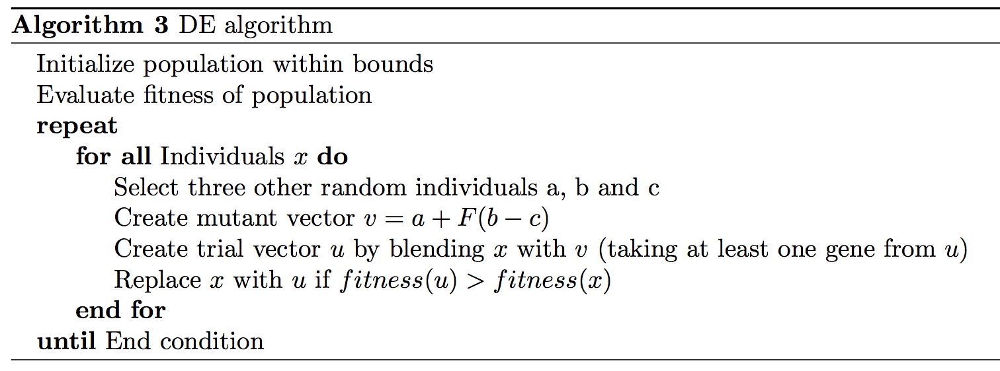 Algorithm 3 DE algorithm
Initialize population within bounds
Evaluate fitness of population
repeat
for all Individuals x do
Select three other random individuals a, b and c
Create mutant vector v = a + F(b − c)
Create trial vector u by blending x with v (taking at least one gene from u)
Replace x with u if fitness(u) > fitness(x)
end for
until End condition